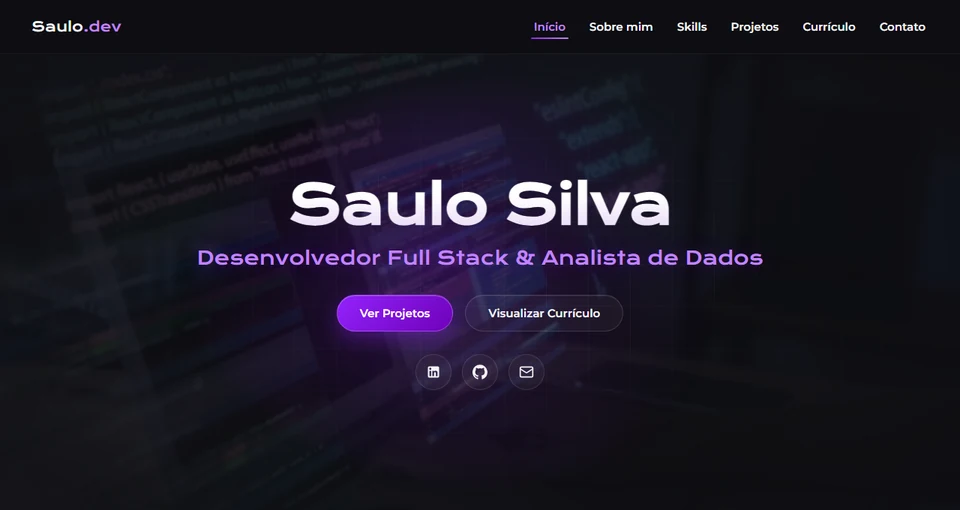 Saulo.dev
Início Sobre mim Skills Projetos Currículo Contato
Saulo Silva
Desenvolvedor Full Stack & Analista de Dados
Ver Projetos Visualizar Currículo